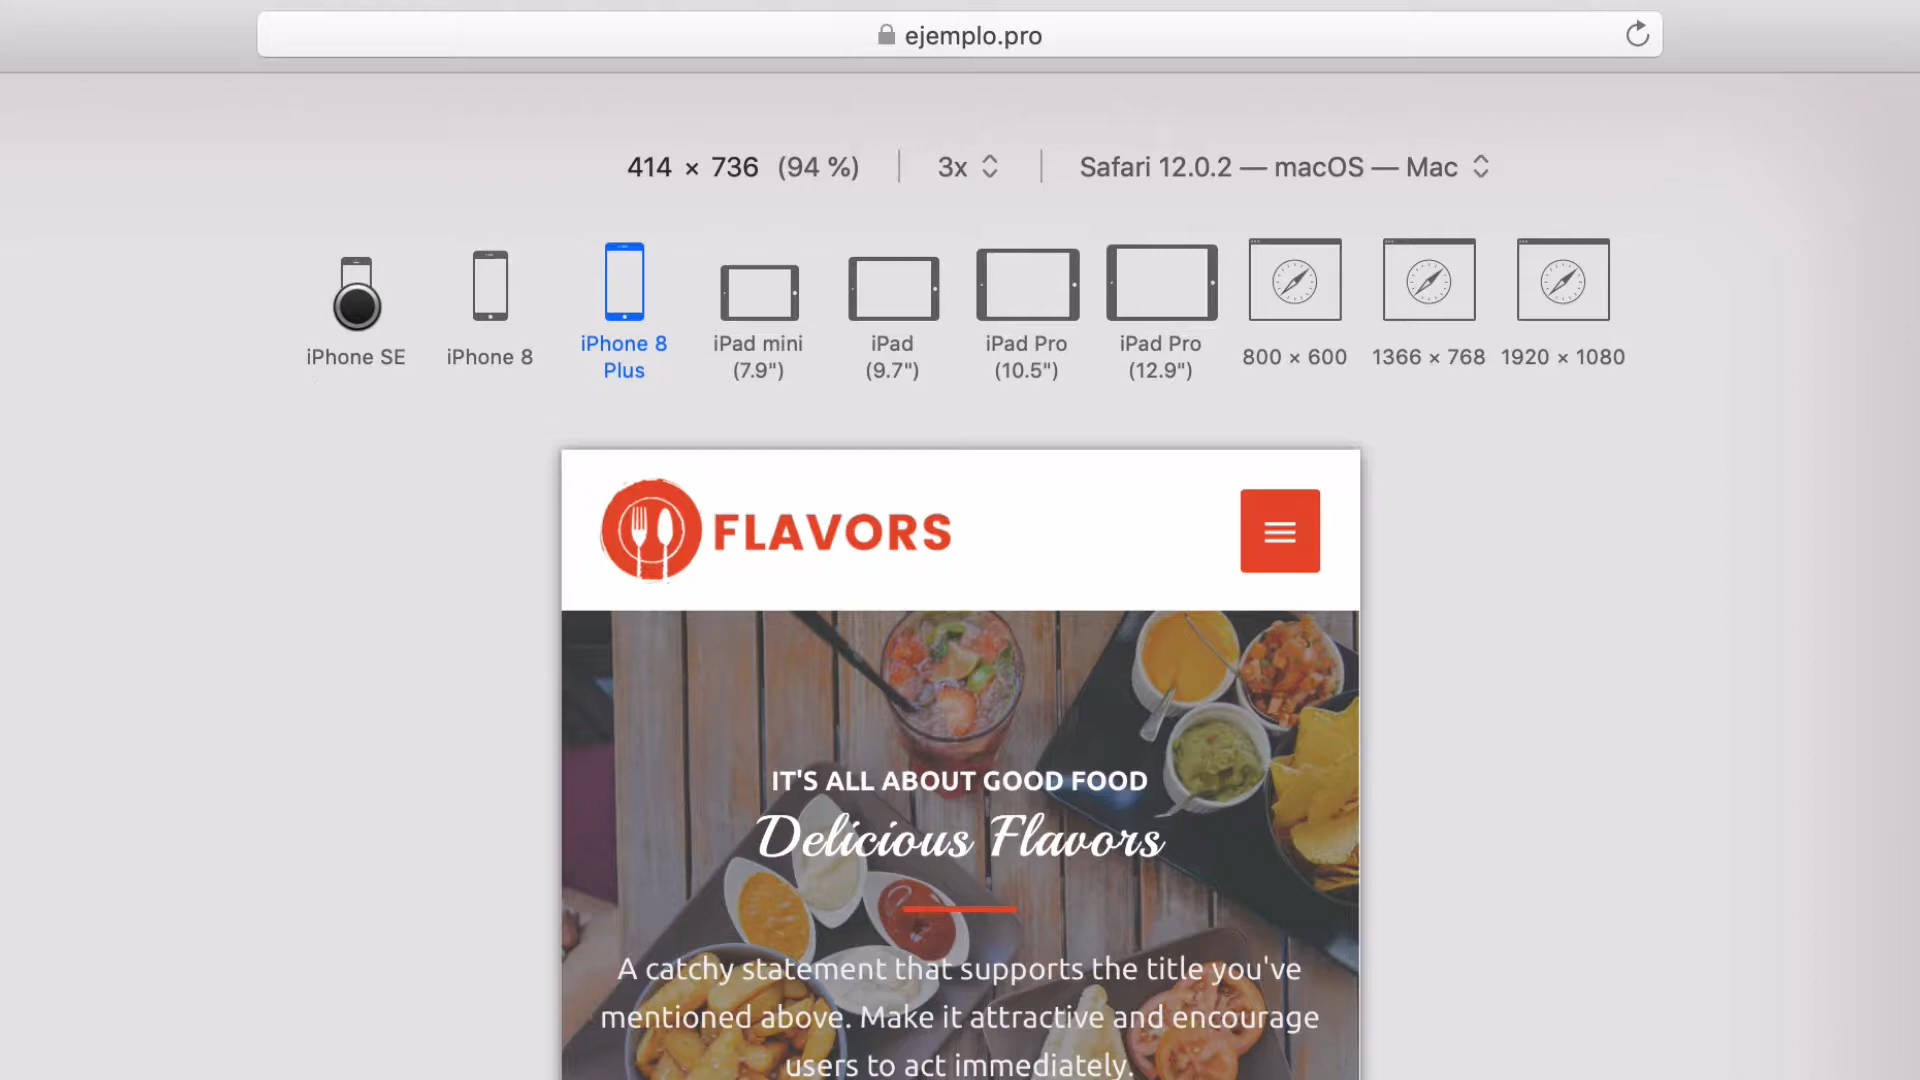 ejemplo.pro
414 × 736 (94 %) 3x Safari 12.0.2 — macOS — Mac
iPhone SE
iPhone 8
iPhone 8
Plus
iPad mini
(7.9")
iPad
(9.7")
iPad Pro
(10.5")
iPad Pro
(12.9")
800 × 600
1366 × 768
1920 × 1080
FLAVORS
IT'S ALL ABOUT GOOD FOOD
Delicious Flavors
A catchy statement that supports the title you've
mentioned above. Make it attractive and encourage
users to act immediately.